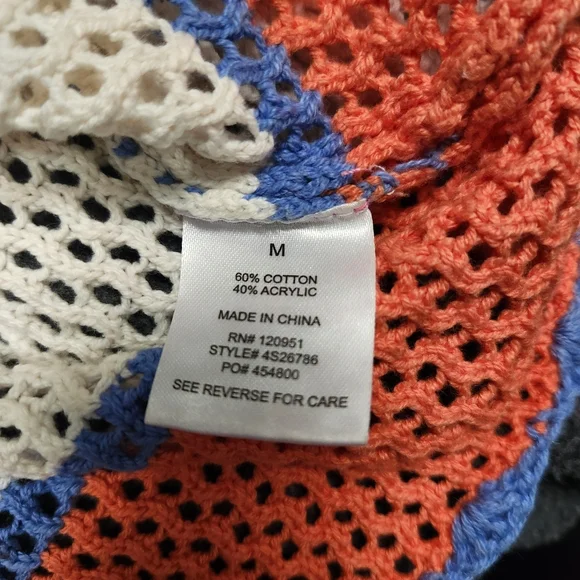 M
60% COTTON
40% ACRYLIC
MADE IN CHINA
RN# 120951
STYLE# 4S26786
PO# 454800
SEE REVERSE FOR CARE